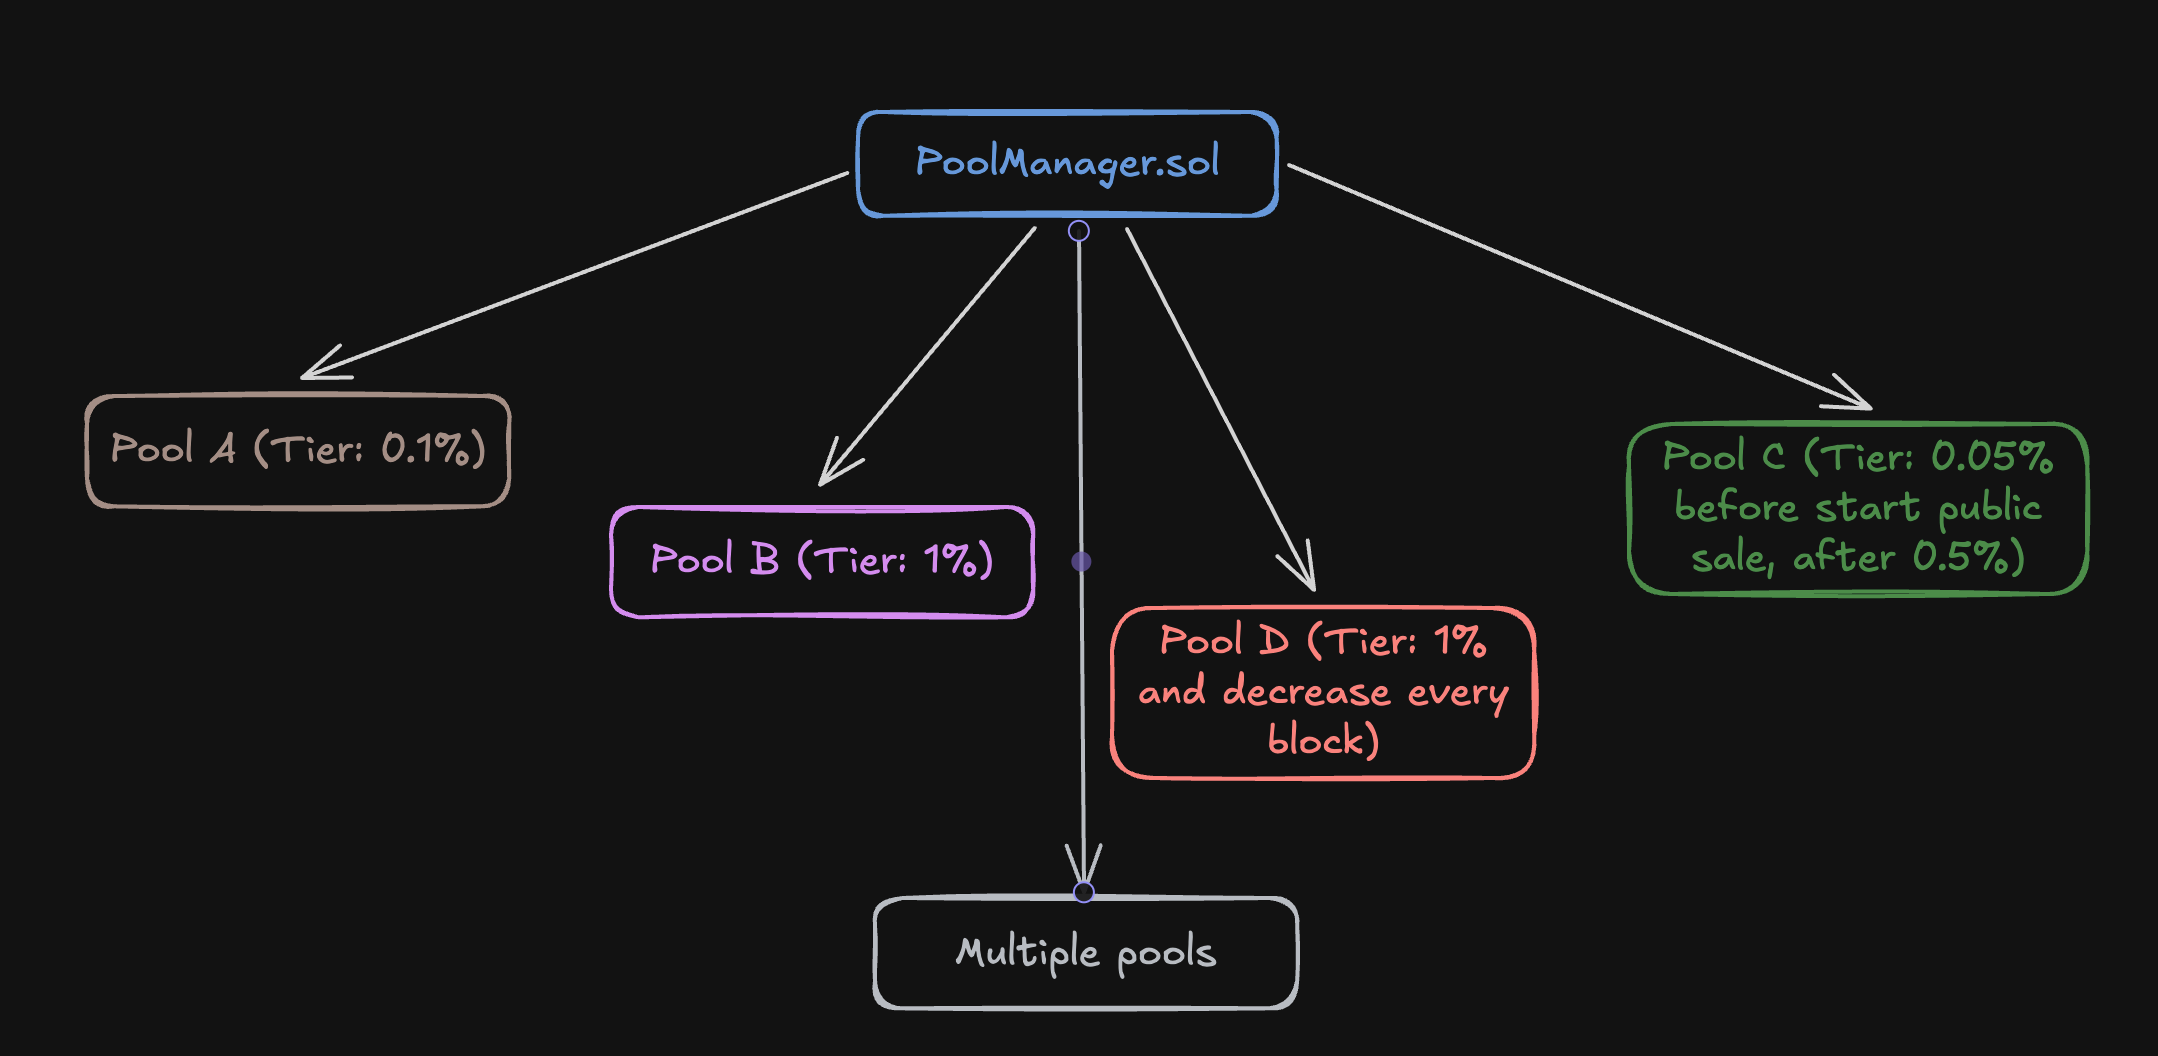 PoolManager.sol
Pool A (Tier: 0.1%)
Pool B (Tier: 1%)
Pool C (Tier: 0.05%
before start public
sale, after 0.5%)
Pool D (Tier: 1%
and decrease every
block)
Multiple pools